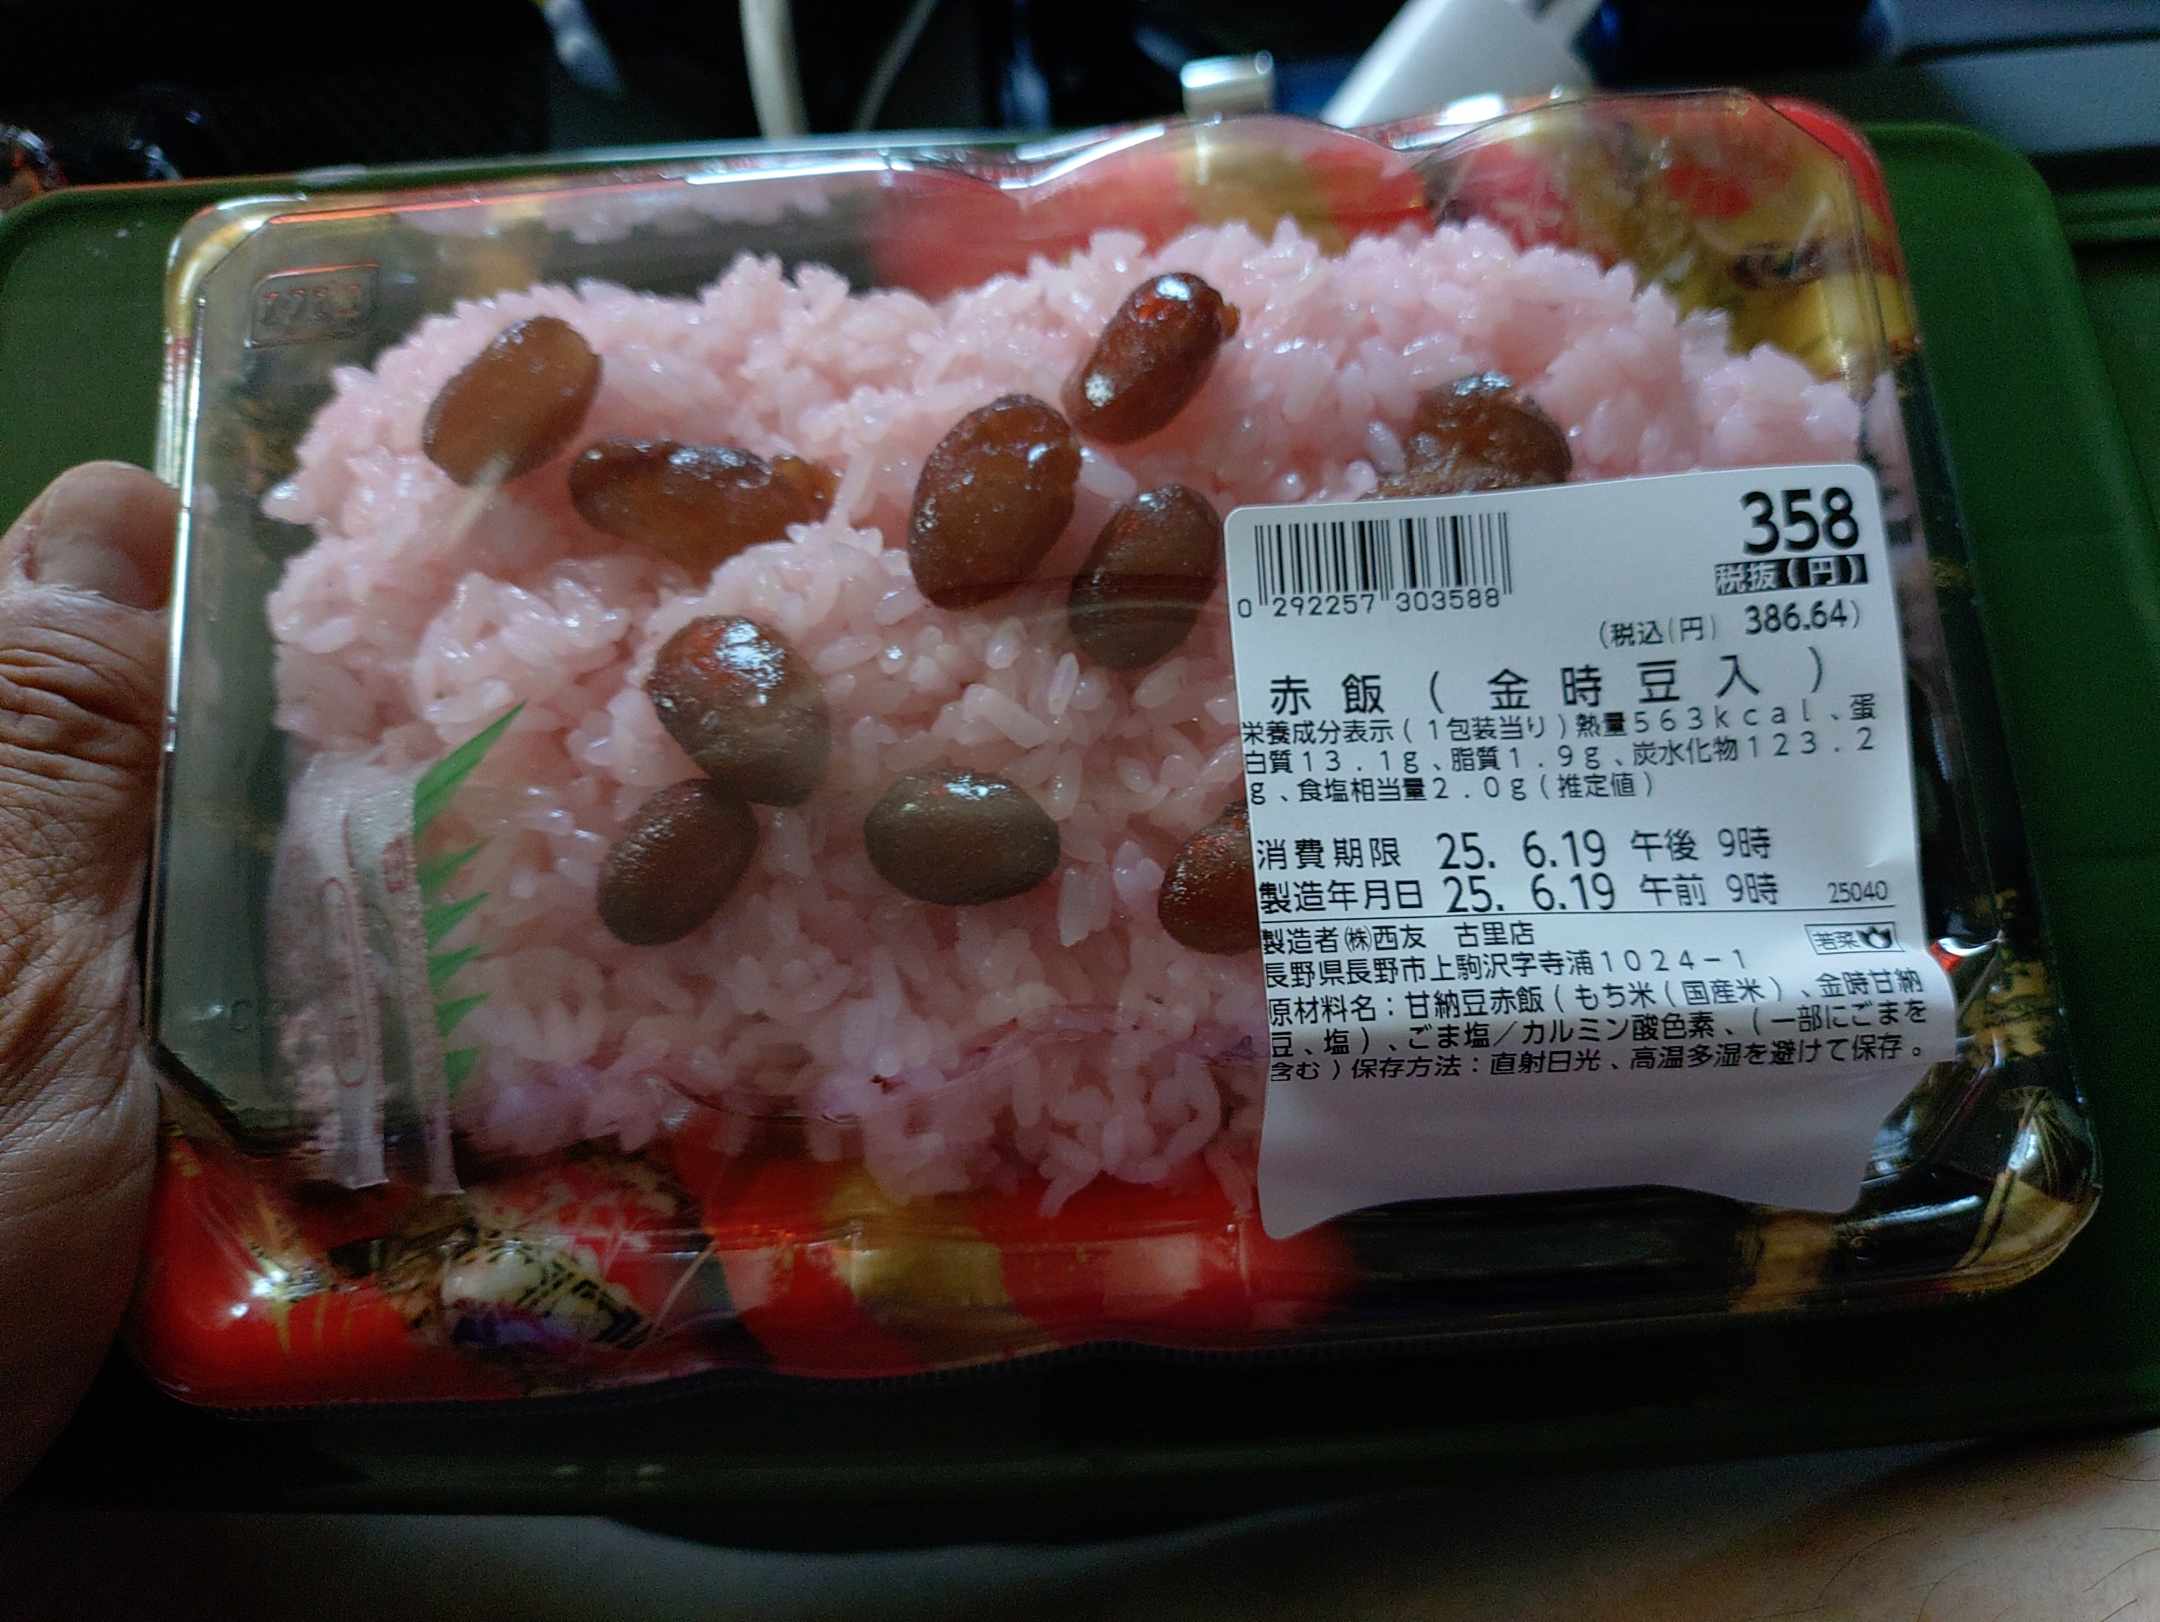 358
税抜(円)
0 292257 303588
(税込(円) 386.64)
赤飯(金時豆入)
栄養成分表示(1包装当り)熱量563kcal、蛋
白質13.1g、脂質1.9g、炭水化物123.2
g、食塩相当量2.0g(推定値)
消費期限 25. 6.19 午後 9時
製造年月日 25. 6.19 午前 9時 25040
製造者㈱西友 古里店
若菜
長野県長野市上駒沢字寺浦1024-1
原材料名:甘納豆赤飯(もち米(国産米)、金時甘納
豆、塩)、ごま塩/カルミン酸色素、(一部にごまを
含む)保存方法:直射日光、高温多湿を避けて保存。